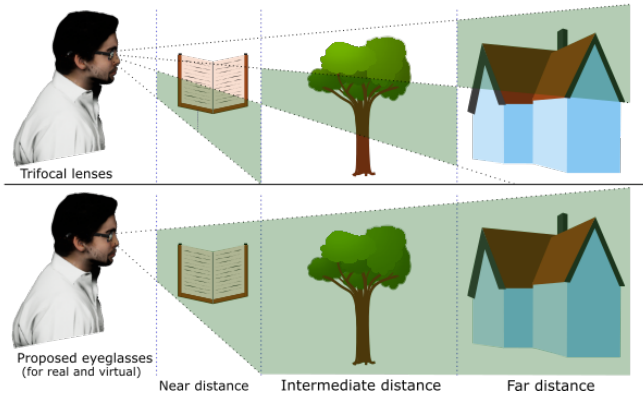 Trifocal lenses
Proposed eyeglasses
(for real and virtual)
Near distance
Intermediate distance
Far distance